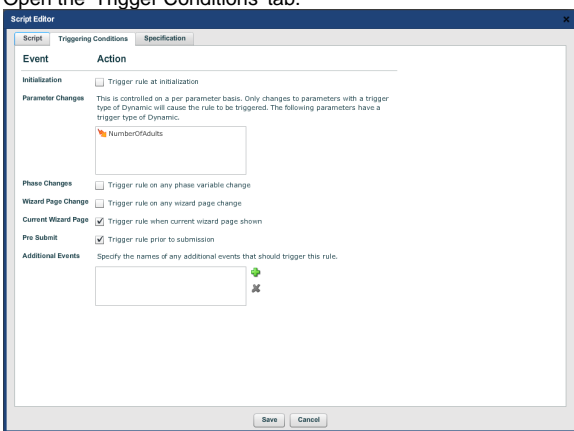 Open the 'Trigger Conditions' tab.
Script Editor
Script Triggering Conditions Specification
Event Action
Initialization Trigger rule at initialization
Parameter Changes This is controlled on a per parameter basis. Only changes to parameters with a trigger
type of Dynamic will cause the rule to be triggered. The following parameters have a
trigger type of Dynamic.
NumberOfAdults
Phase Changes Trigger rule on any phase variable change
Wizard Page Change Trigger rule on any wizard page change
Current Wizard Page Trigger rule when current wizard page shown
Pre Submit Trigger rule prior to submission
Additional Events Specify the names of any additional events that should trigger this rule.
Save Cancel